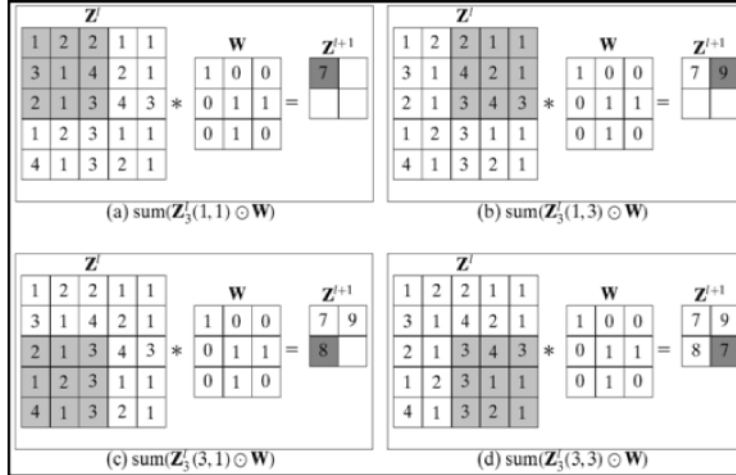 Z^l
1 2 2 1 1
3 1 4 2 1
2 1 3 4 3
1 2 3 1 1
4 1 3 2 1
*
W
1 0 0
0 1 1
0 1 0
=
Z^{l+1}
7
(a) sum(Z^l_3(1,1) ⊙ W)
Z^l
1 2 2 1 1
3 1 4 2 1
2 1 3 4 3
1 2 3 1 1
4 1 3 2 1
*
W
1 0 0
0 1 1
0 1 0
=
Z^{l+1}
7 9
(b) sum(Z^l_3(1,3) ⊙ W)
Z^l
1 2 2 1 1
3 1 4 2 1
2 1 3 4 3
1 2 3 1 1
4 1 3 2 1
*
W
1 0 0
0 1 1
0 1 0
=
Z^{l+1}
7 9
8
(c) sum(Z^l_3(3,1) ⊙ W)
Z^l
1 2 2 1 1
3 1 4 2 1
2 1 3 4 3
1 2 3 1 1
4 1 3 2 1
*
W
1 0 0
0 1 1
0 1 0
=
Z^{l+1}
7 9
8 7
(d) sum(Z^l_3(3,3) ⊙ W)